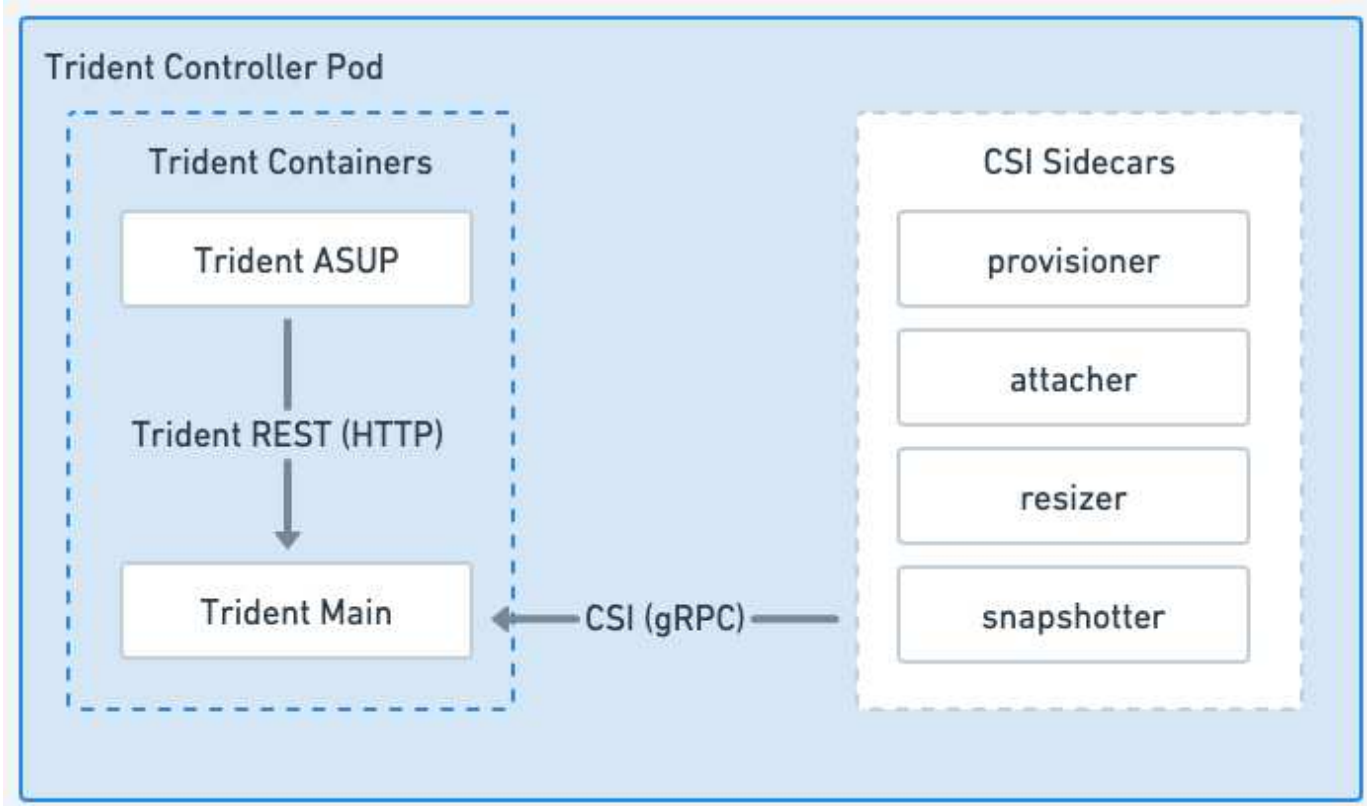 Trident Controller Pod
Trident Containers
Trident ASUP
Trident REST (HTTP)
Trident Main
CSI (gRPC)
CSI Sidecars
provisioner
attacher
resizer
snapshotter